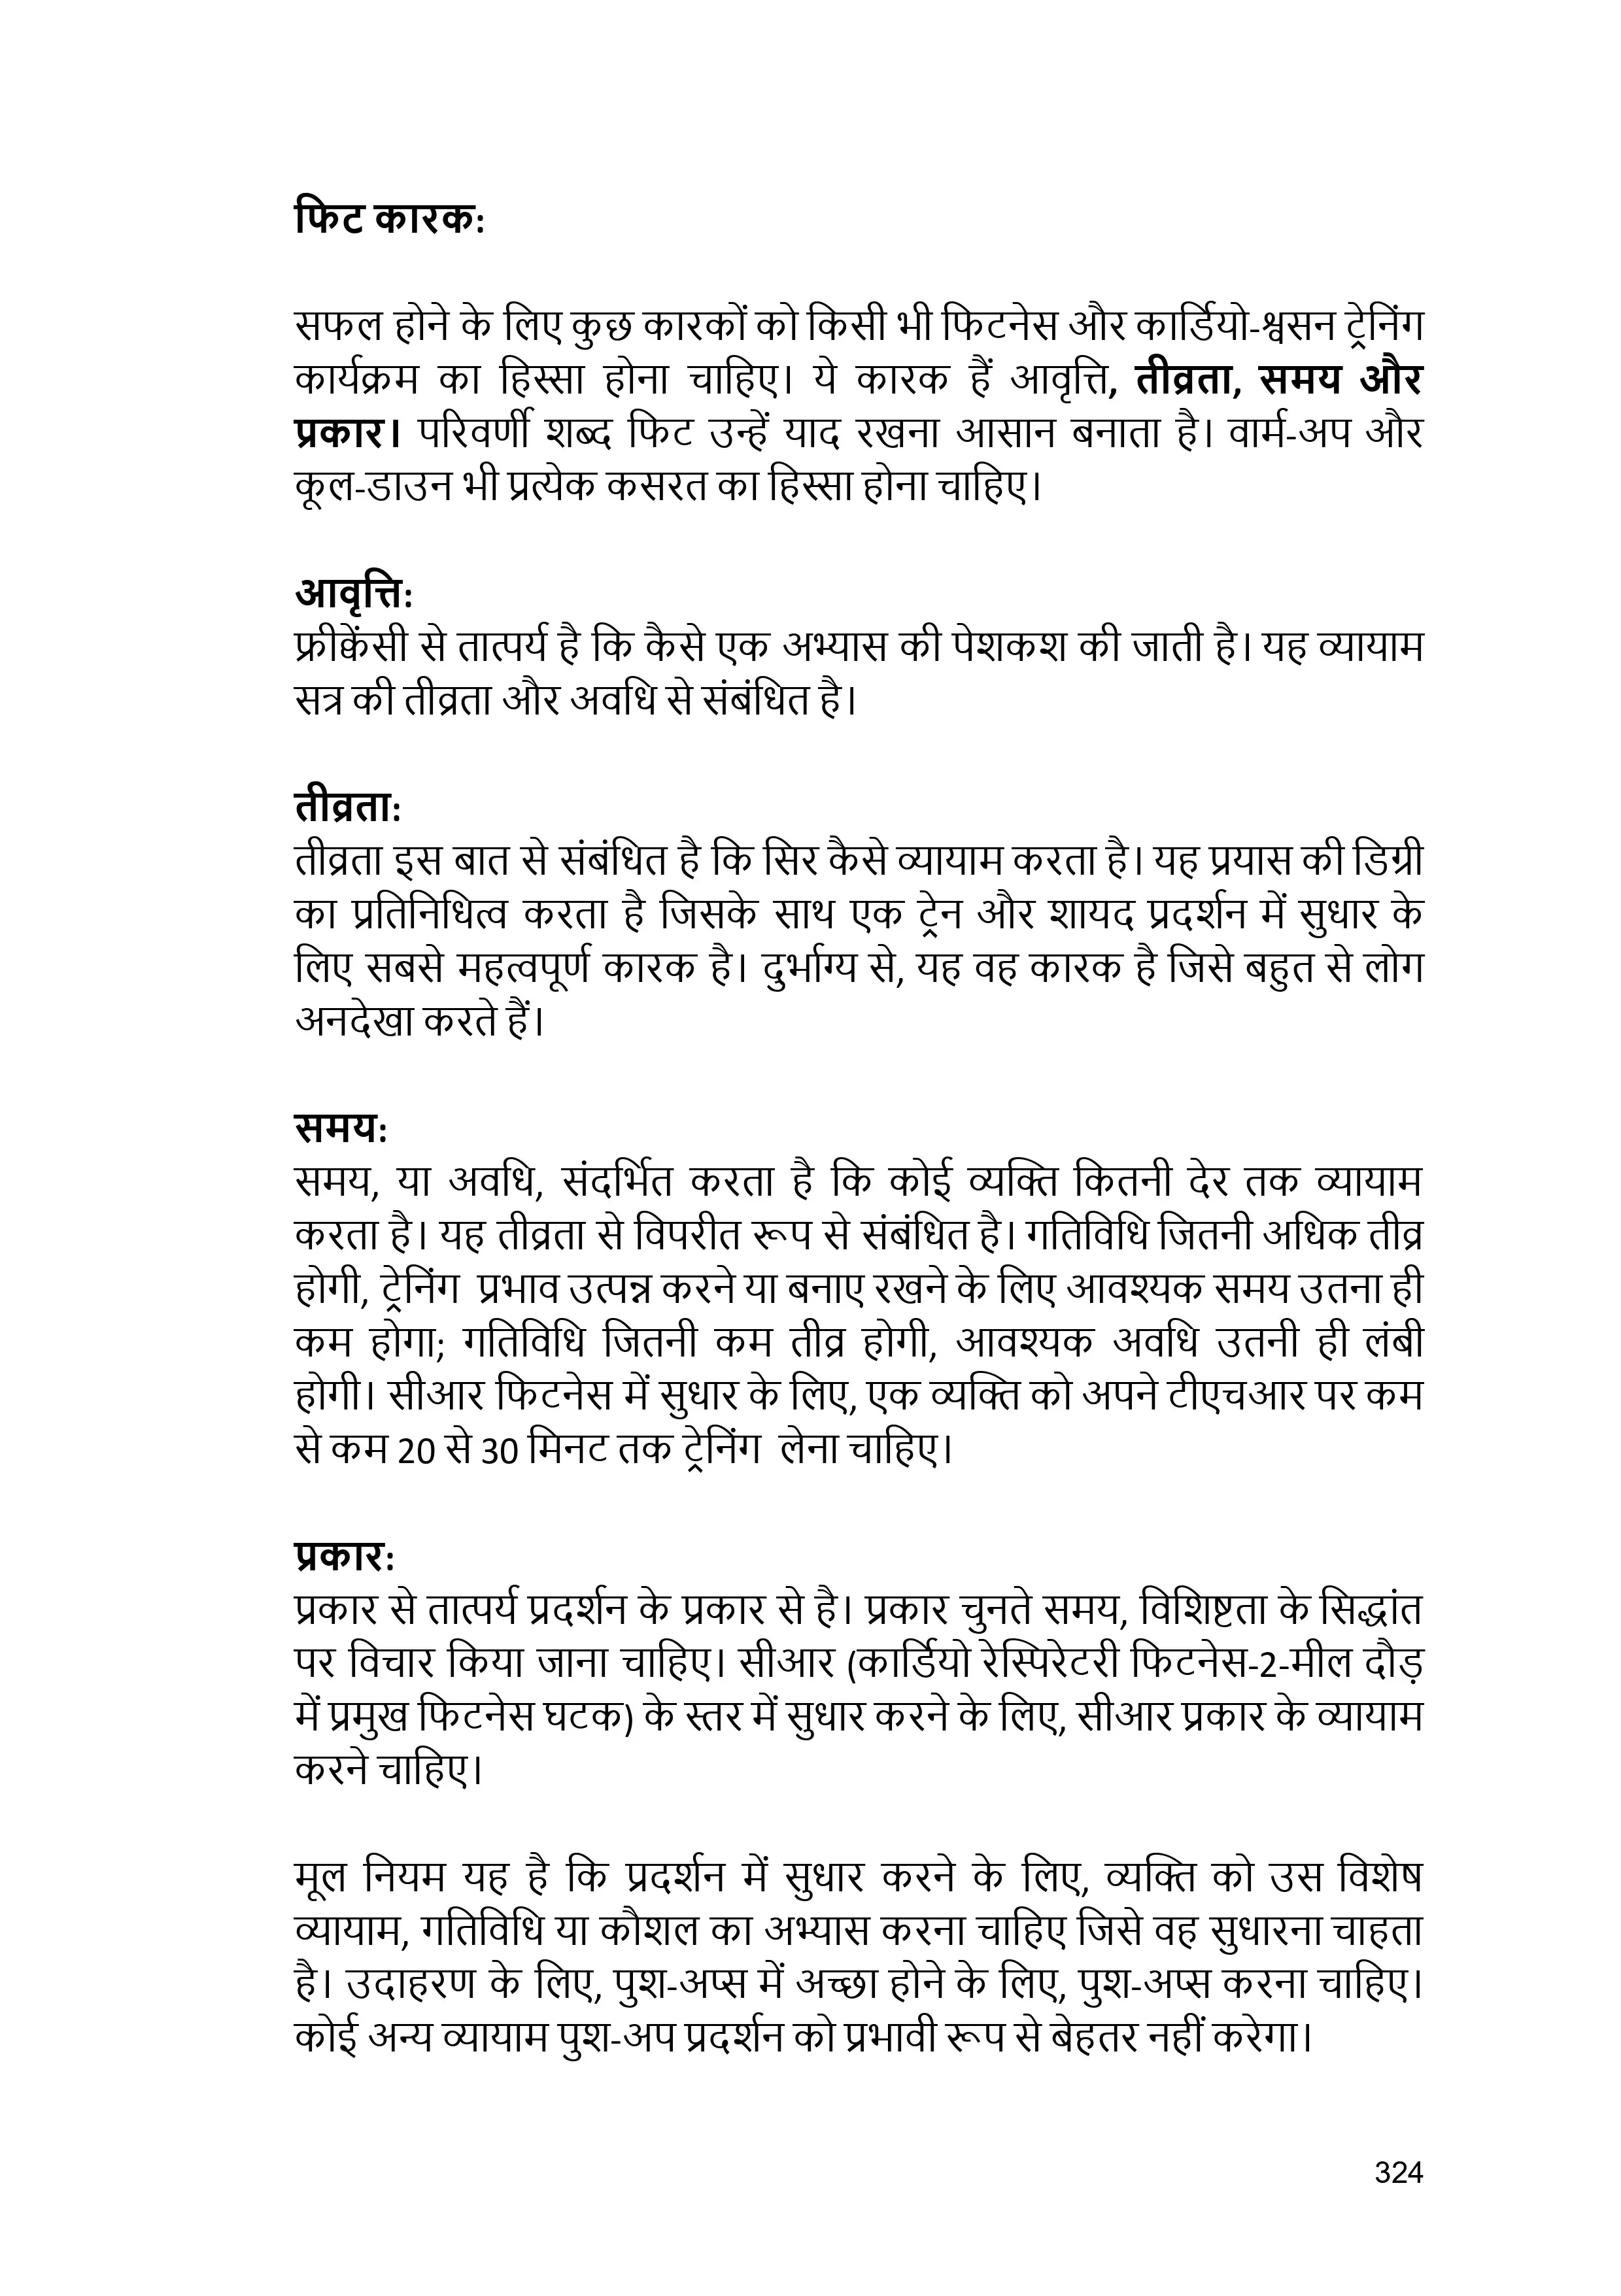 फिट कारक:
सफल होने के लिए कुछ कारकों को किसी भी फिटनेस और कार्डियो-श्वसन ट्रेनिंग
कार्यक्रम का हिस्सा होना चाहिए। ये कारक हैं आवृत्ति, तीव्रता, समय और
प्रकार। परिवर्णी शब्द फिट उन्हें याद रखना आसान बनाता है। वार्म-अप और
कूल-डाउन भी प्रत्येक कसरत का हिस्सा होना चाहिए।
आवृत्ति:
फ्रीक्वेंसी से तात्पर्य है कि कैसे एक अभ्यास की पेशकश की जाती है। यह व्यायाम
सत्र की तीव्रता और अवधि से संबंधित है।
तीव्रता:
तीव्रता इस बात से संबंधित है कि सिर कैसे व्यायाम करता है। यह प्रयास की डिग्री
का प्रतिनिधित्व करता है जिसके साथ एक ट्रेन और शायद प्रदर्शन में सुधार के
लिए सबसे महत्वपूर्ण कारक है। दुर्भाग्य से, यह वह कारक है जिसे बहुत से लोग
अनदेखा करते हैं।
समय:
समय, या अवधि, संदर्भित करता है कि कोई व्यक्ति कितनी देर तक व्यायाम
करता है। यह तीव्रता से विपरीत रूप से संबंधित है। गतिविधि जितनी अधिक तीव्र
होगी, ट्रेनिंग प्रभाव उत्पन्न करने या बनाए रखने के लिए आवश्यक समय उतना ही
कम होगा; गतिविधि जितनी कम तीव्र होगी, आवश्यक अवधि उतनी ही लंबी
होगी। सीआर फिटनेस में सुधार के लिए, एक व्यक्ति को अपने टीएचआर पर कम
से कम 20 से 30 मिनट तक ट्रेनिंग लेना चाहिए।
प्रकार:
प्रकार से तात्पर्य प्रदर्शन के प्रकार से है। प्रकार चुनते समय, विशिष्टता के सिद्धांत
पर विचार किया जाना चाहिए। सीआर (कार्डियो रेस्पिरेटरी फिटनेस-2-मील दौड़
में प्रमुख फिटनेस घटक) के स्तर में सुधार करने के लिए, सीआर प्रकार के व्यायाम
करने चाहिए।
मूल नियम यह है कि प्रदर्शन में सुधार करने के लिए, व्यक्ति को उस विशेष
व्यायाम, गतिविधि या कौशल का अभ्यास करना चाहिए जिसे वह सुधारना चाहता
है। उदाहरण के लिए, पुश-अप्स में अच्छा होने के लिए, पुश-अप्स करना चाहिए।
कोई अन्य व्यायाम पुश-अप प्रदर्शन को प्रभावी रूप से बेहतर नहीं करेगा।
324